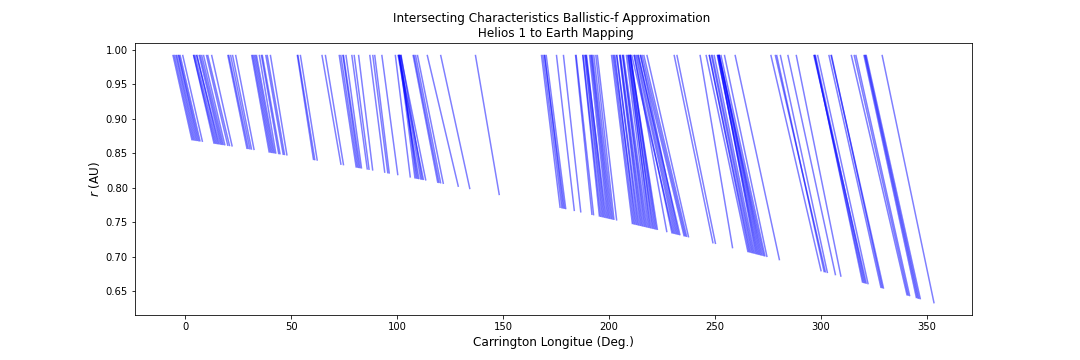 Intersecting Characteristics Ballistic-f Approximation
Helios 1 to Earth Mapping
1.00
0.95
0.90
0.85
0.80
0.75
0.70
0.65
r (AU)
0 50 100 150 200 250 300 350
Carrington Longitue (Deg.)